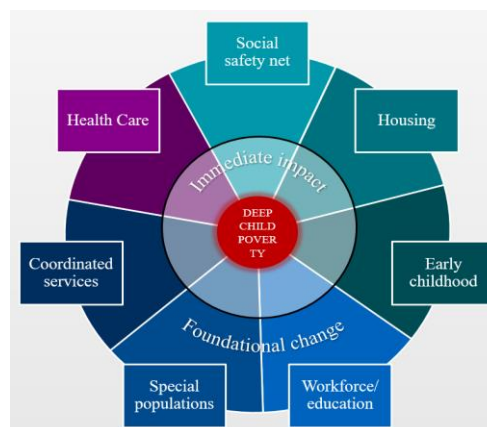 Social
safety net
Health Care
Housing
Immediate impact
DEEP
CHILD
POVER
TY
Coordinated
services
Early
childhood
Foundational change
Special
populations
Workforce/
education